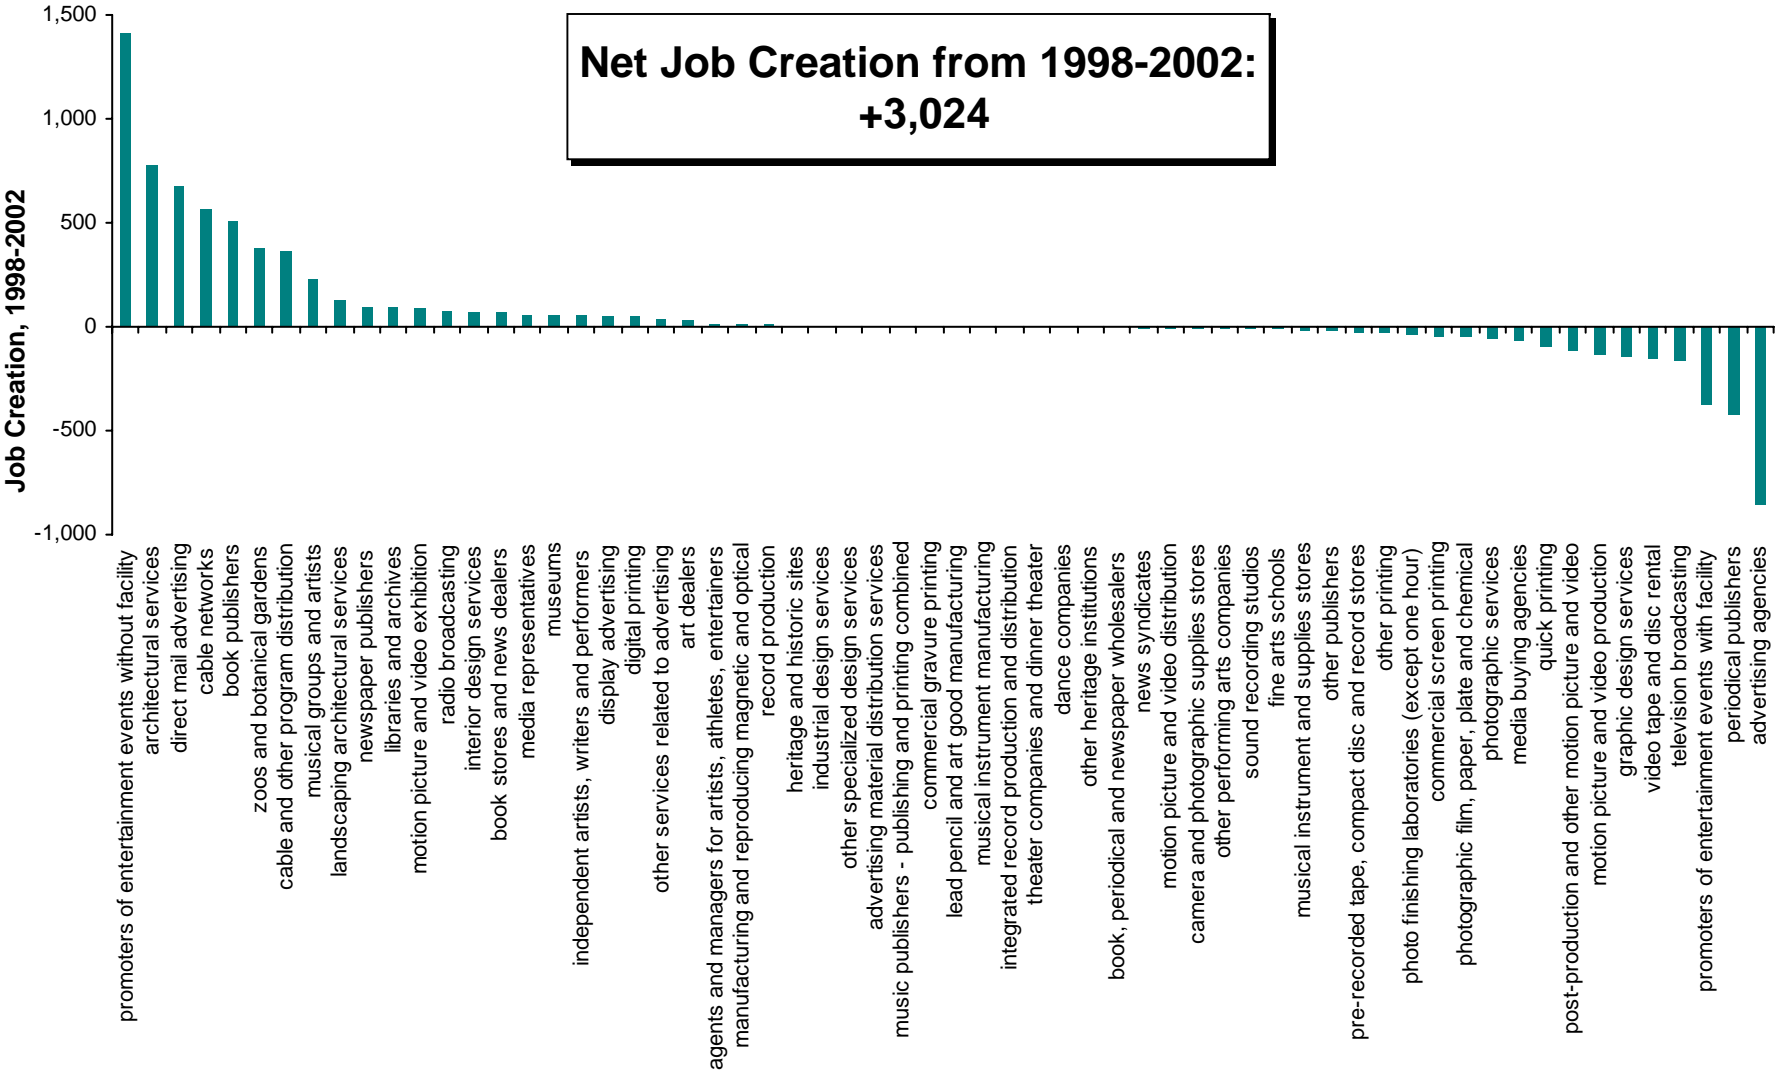 Net Job Creation from 1998-2002:
+3,024
Job Creation, 1998-2002
1,500
1,000
500
0
-500
-1,000
promoters of entertainment events without facility
architectural services
direct mail advertising
cable networks
book publishers
zoos and botanical gardens
cable and other program distribution
musical groups and artists
landscaping architectural services
newspaper publishers
libraries and archives
motion picture and video exhibition
radio broadcasting
interior design services
book stores and news dealers
media representatives
museums
independent artists, writers and performers
display advertising
digital printing
other services related to advertising
art dealers
agents and managers for artists, athletes, entertainers
manufacturing and reproducing magnetic and optical
record production
heritage and historic sites
industrial design services
other specialized design services
advertising material distribution services
music publishers - publishing and printing combined
commercial gravure printing
lead pencil and art good manufacturing
musical instrument manufacturing
integrated record production and distribution
theater companies and dinner theater
dance companies
other heritage institutions
book, periodical and newspaper wholesalers
news syndicates
motion picture and video distribution
camera and photographic supplies stores
other performing arts companies
sound recording studios
fine arts schools
musical instrument and supplies stores
other publishers
pre-recorded tape, compact disc and record stores
other printing
photo finishing laboratories (except one hour)
commercial screen printing
photographic film, paper, plate and chemical
photographic services
media buying agencies
quick printing
post-production and other motion picture and video
motion picture and video production
graphic design services
video tape and disc rental
television broadcasting
promoters of entertainment events with facility
periodical publishers
advertising agencies